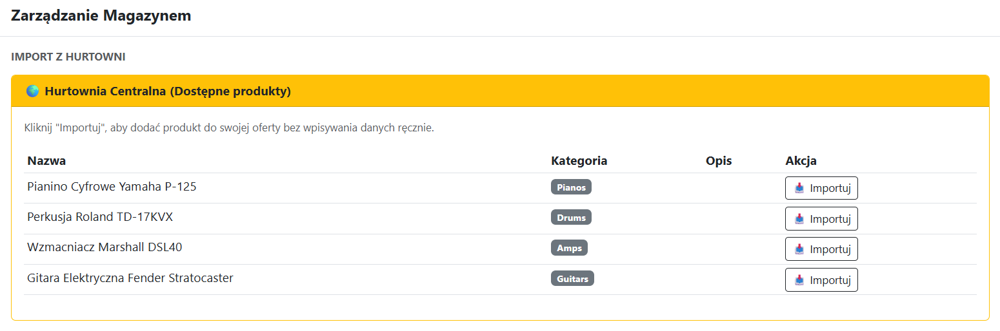 Zarządzanie Magazynem
IMPORT Z HURTOWNI
Hurtownia Centralna (Dostępne produkty)
Kliknij "Importuj", aby dodać produkt do swojej oferty bez wpisywania danych ręcznie.
Nazwa Kategoria Opis Akcja
Pianino Cyfrowe Yamaha P-125 Pianos Importuj
Perkusja Roland TD-17KVX Drums Importuj
Wzmacniacz Marshall DSL40 Amps Importuj
Gitara Elektryczna Fender Stratocaster Guitars Importuj